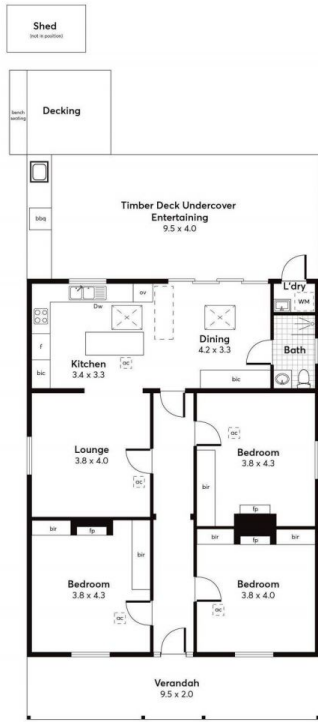 Shed
(not in position)
bench
seating
Decking
bbq
Timber Deck Undercover
Entertaining
9.5 x 4.0
L'dry
WM
Dw
ov
Kitchen
3.4 x 3.3
f
bic
ac
Dining
4.2 x 3.3
bic
Bath
Lounge
3.8 x 4.0
ac
ac
Bedroom
3.8 x 4.3
bir
fp
bir
fp
bir
Bedroom
3.8 x 4.3
ac
bir
fp
bir
Bedroom
3.8 x 4.0
ac
Verandah
9.5 x 2.0